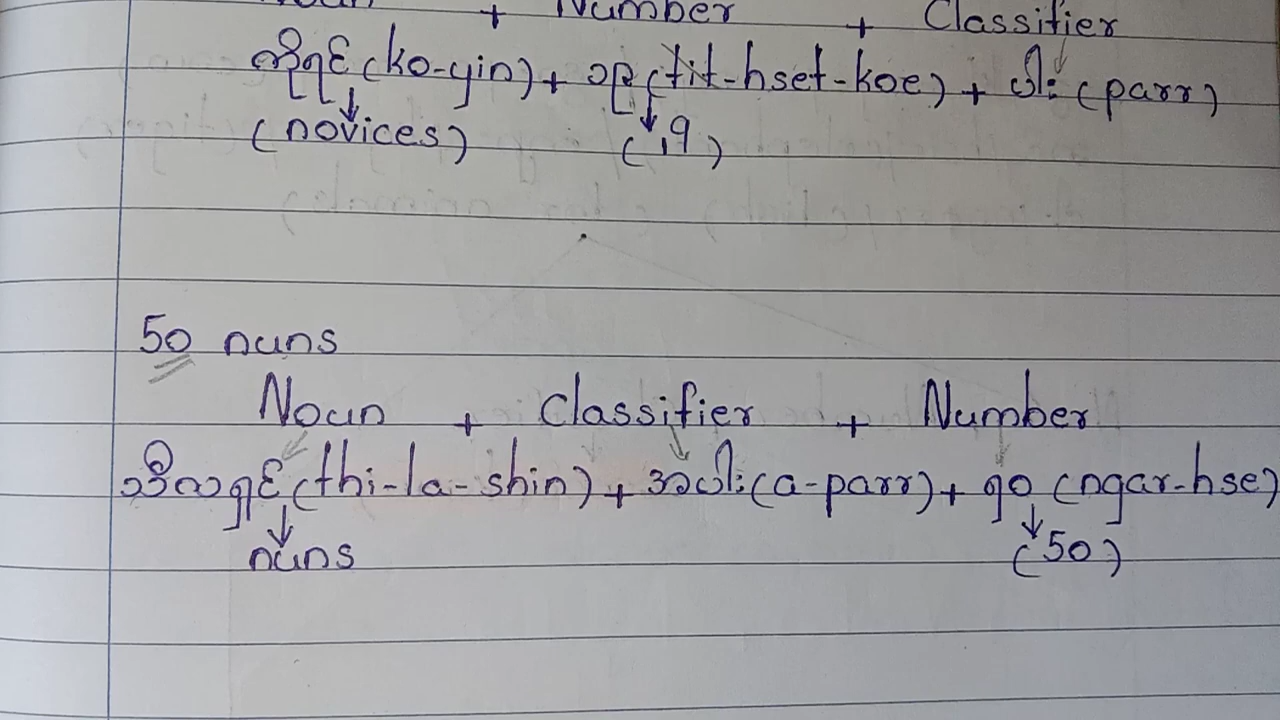 Noun + Number + Classifier
ကိုရင် (ko-yin) + ၁၉ (tit-hset-koe) + ပါး (parr)
(novices) (19)
50 nuns
Noun + Classifier + Number
သီလရှင် (thi-la-shin) + အပါး (a-parr) + ၅၀ (ngar-hse)
nuns (50)